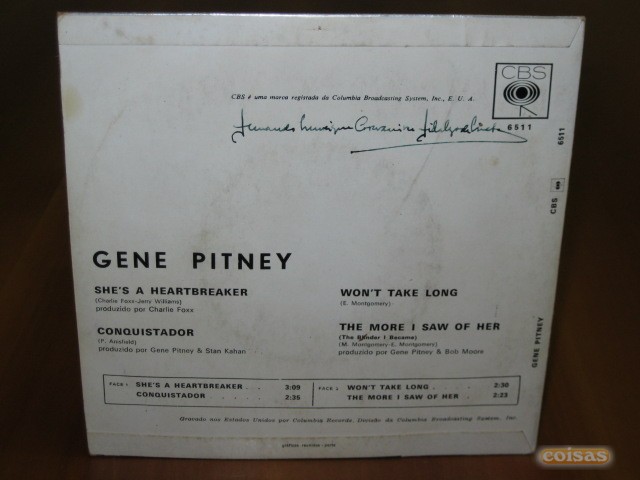 CBS
CBS é uma marca registada da Columbia Broadcasting System, Inc., E. U. A.
6511
6511
CBS
GENE PITNEY
SHE'S A HEARTBREAKER
(Charlie Foxx-Jerry Williams)
produzido por Charlie Foxx
CONQUISTADOR
produzido por Gene Pitney & Stan Kahan
WON'T TAKE LONG
(E. Montgomery)
THE MORE I SAW OF HER
(The I Became)
(M. Montgomery-E. Montgomery)
produzido por Gene Pitney & Bob Moore
GENE PITNEY
FACE 1 SHE'S A HEARTBREAKER . . . 3:09
CONQUISTADOR . . . . 2:35
FACE 2 WON'T TAKE LONG . . . . 2:30
THE MORE I SAW OF HER . . 2:23
Gravado nos Estados Unidos por Columbia Records, Divisão da Columbia Broadcasting System, Inc.
coisas